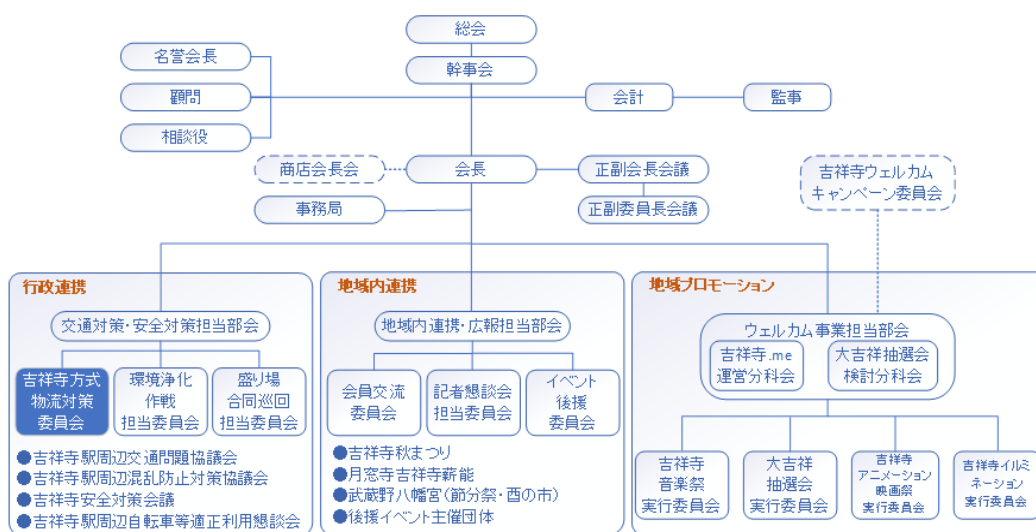 総会
名誉会長
幹事会
顧問
会計
監事
相談役
商店会長会
会長
正副会長会議
吉祥寺ウェルカム
キャンペーン委員会
事務局
正副委員長会議
行政連携
交通対策・安全対策担当部会
吉祥寺方式
物流対策
委員会
環境浄化
作戦
担当委員会
盛り場
合同巡回
担当委員会
●吉祥寺駅周辺交通問題協議会
●吉祥寺駅周辺混乱防止対策協議会
●吉祥寺安全対策会議
●吉祥寺駅周辺自転車等適正利用懇談会
地域内連携
地域内連携・広報担当部会
会員交流
委員会
記者懇談会
担当委員会
イベント
後援
委員会
●吉祥寺秋まつり
●月窓寺吉祥寺薪能
●武蔵野八幡宮(節分祭・酉の市)
●後援イベント主催団体
地域プロモーション
ウェルカム事業担当部会
吉祥寺.me
運営分科会
大吉祥抽選会
検討分科会
吉祥寺
音楽祭
実行委員会
大吉祥
抽選会
実行委員会
吉祥寺
アニメーション
映画祭
実行委員会
吉祥寺イルミ
ネーション
実行委員会